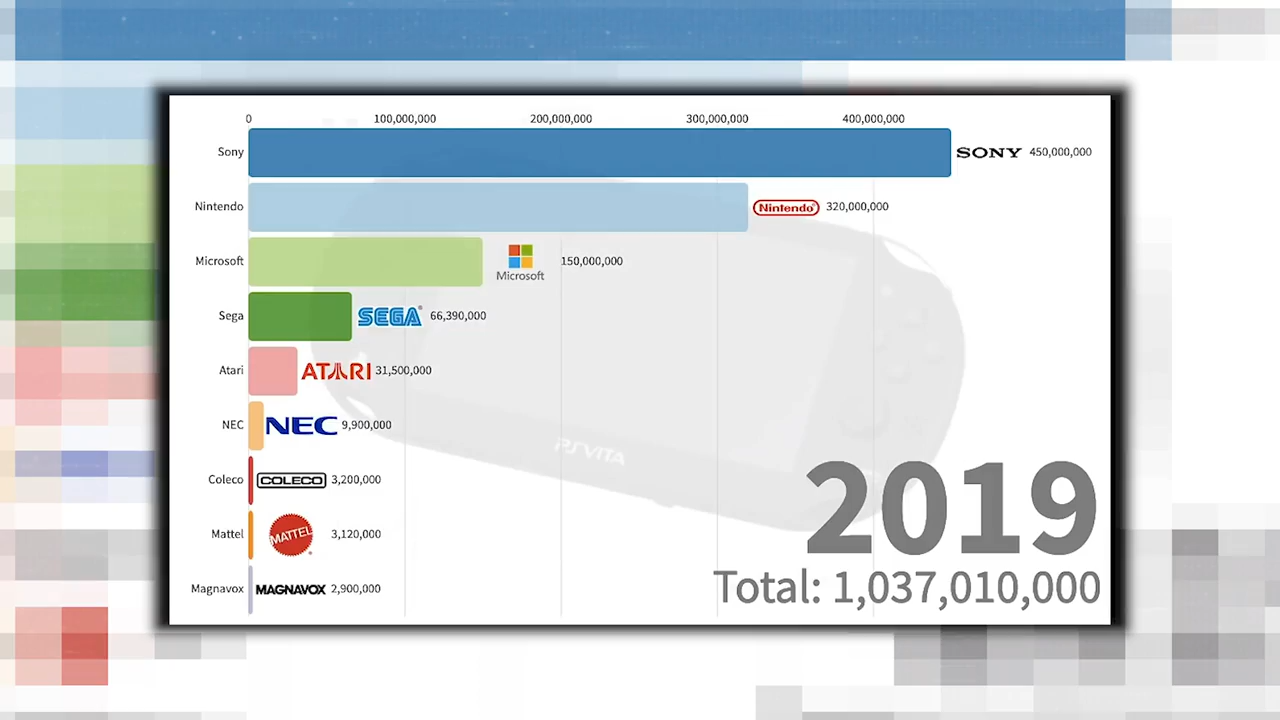 0 100,000,000 200,000,000 300,000,000 400,000,000
Sony SONY 450,000,000
Nintendo Nintendo 320,000,000
Microsoft Microsoft 150,000,000
Sega SEGA 66,390,000
Atari ATARI 31,500,000
NEC NEC 9,900,000
PSVITA
Coleco COLECO 3,200,000
Mattel MATTEL 3,120,000
Magnavox MAGNAVOX 2,900,000
2019
Total: 1,037,010,000